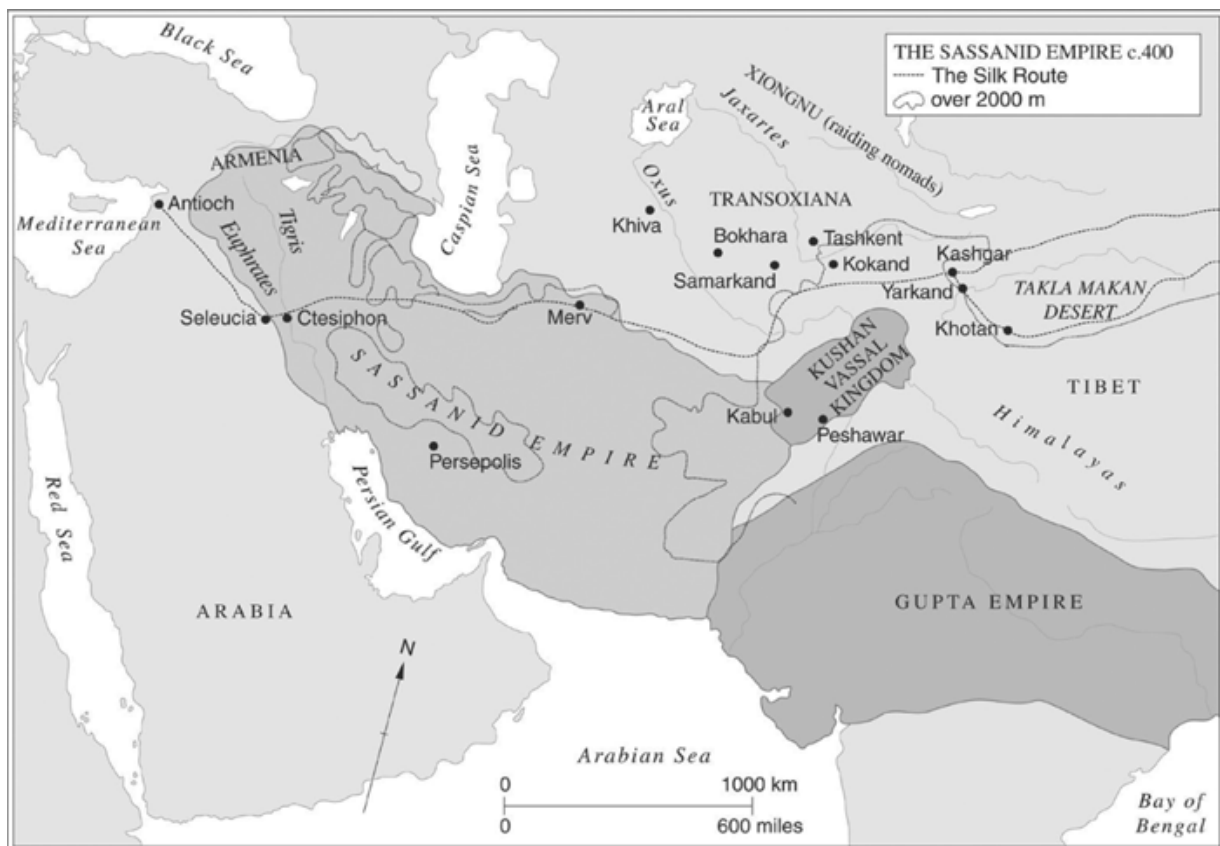 Black Sea
THE SASSANID EMPIRE c.400
The Silk Route
over 2000 m
XIONGNU (raiding nomads)
Aral
Sea
Jaxartes
ARMENIA
Caspian Sea
Oxus
TRANSOXIANA
Antioch
Mediterranean
Sea
Tigris
Euphrates
Khiva
Bokhara
Tashkent
Samarkand
Kokand
Kashgar
Yarkand
TAKLA MAKAN
DESERT
Khotan
Seleucia
Ctesiphon
Merv
KUSHAN
VASSAL
KINGDOM
TIBET
SASSANID EMPIRE
Kabul
Peshawar
Himalayas
Persepolis
Red Sea
Persian Gulf
ARABIA
GUPTA EMPIRE
N
Arabian Sea
0 1000 km
0 600 miles
Bay of
Bengal